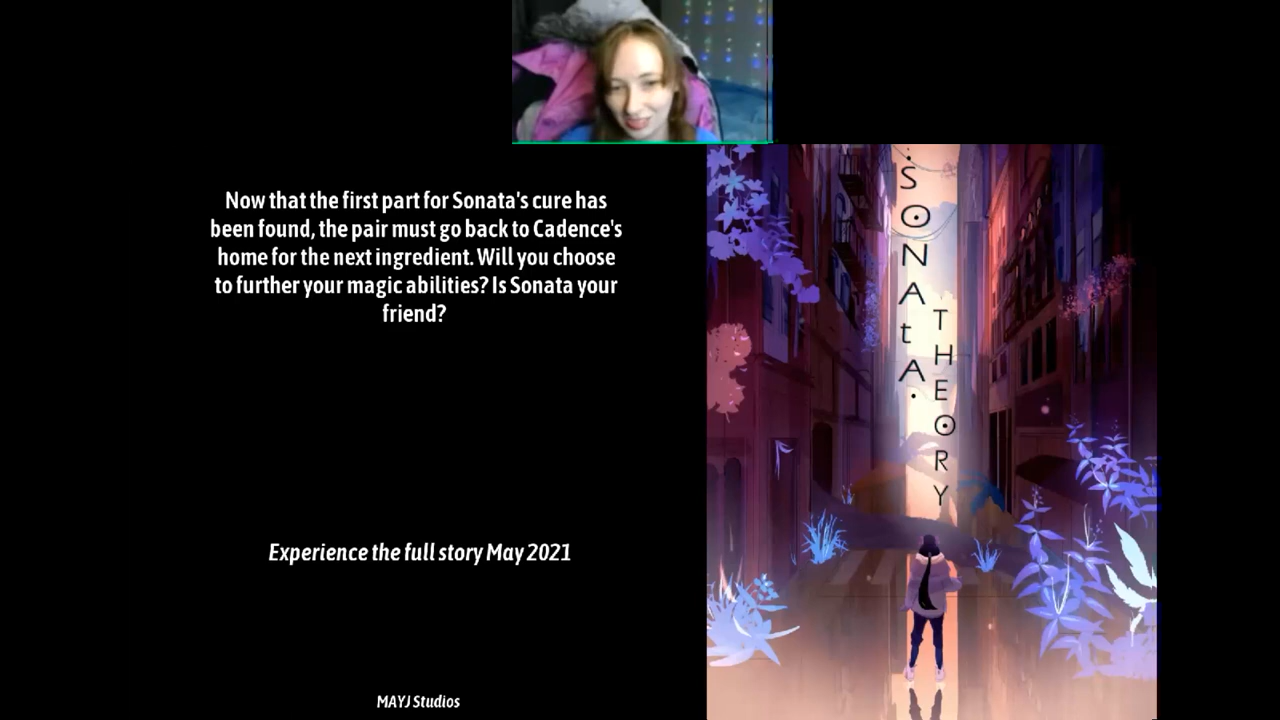 Now that the first part for Sonata's cure has
been found, the pair must go back to Cadence's
home for the next ingredient. Will you choose
to further your magic abilities? Is Sonata your
friend?
Experience the full story May 2021
MAYJ Studios
SONAtA
THEORY